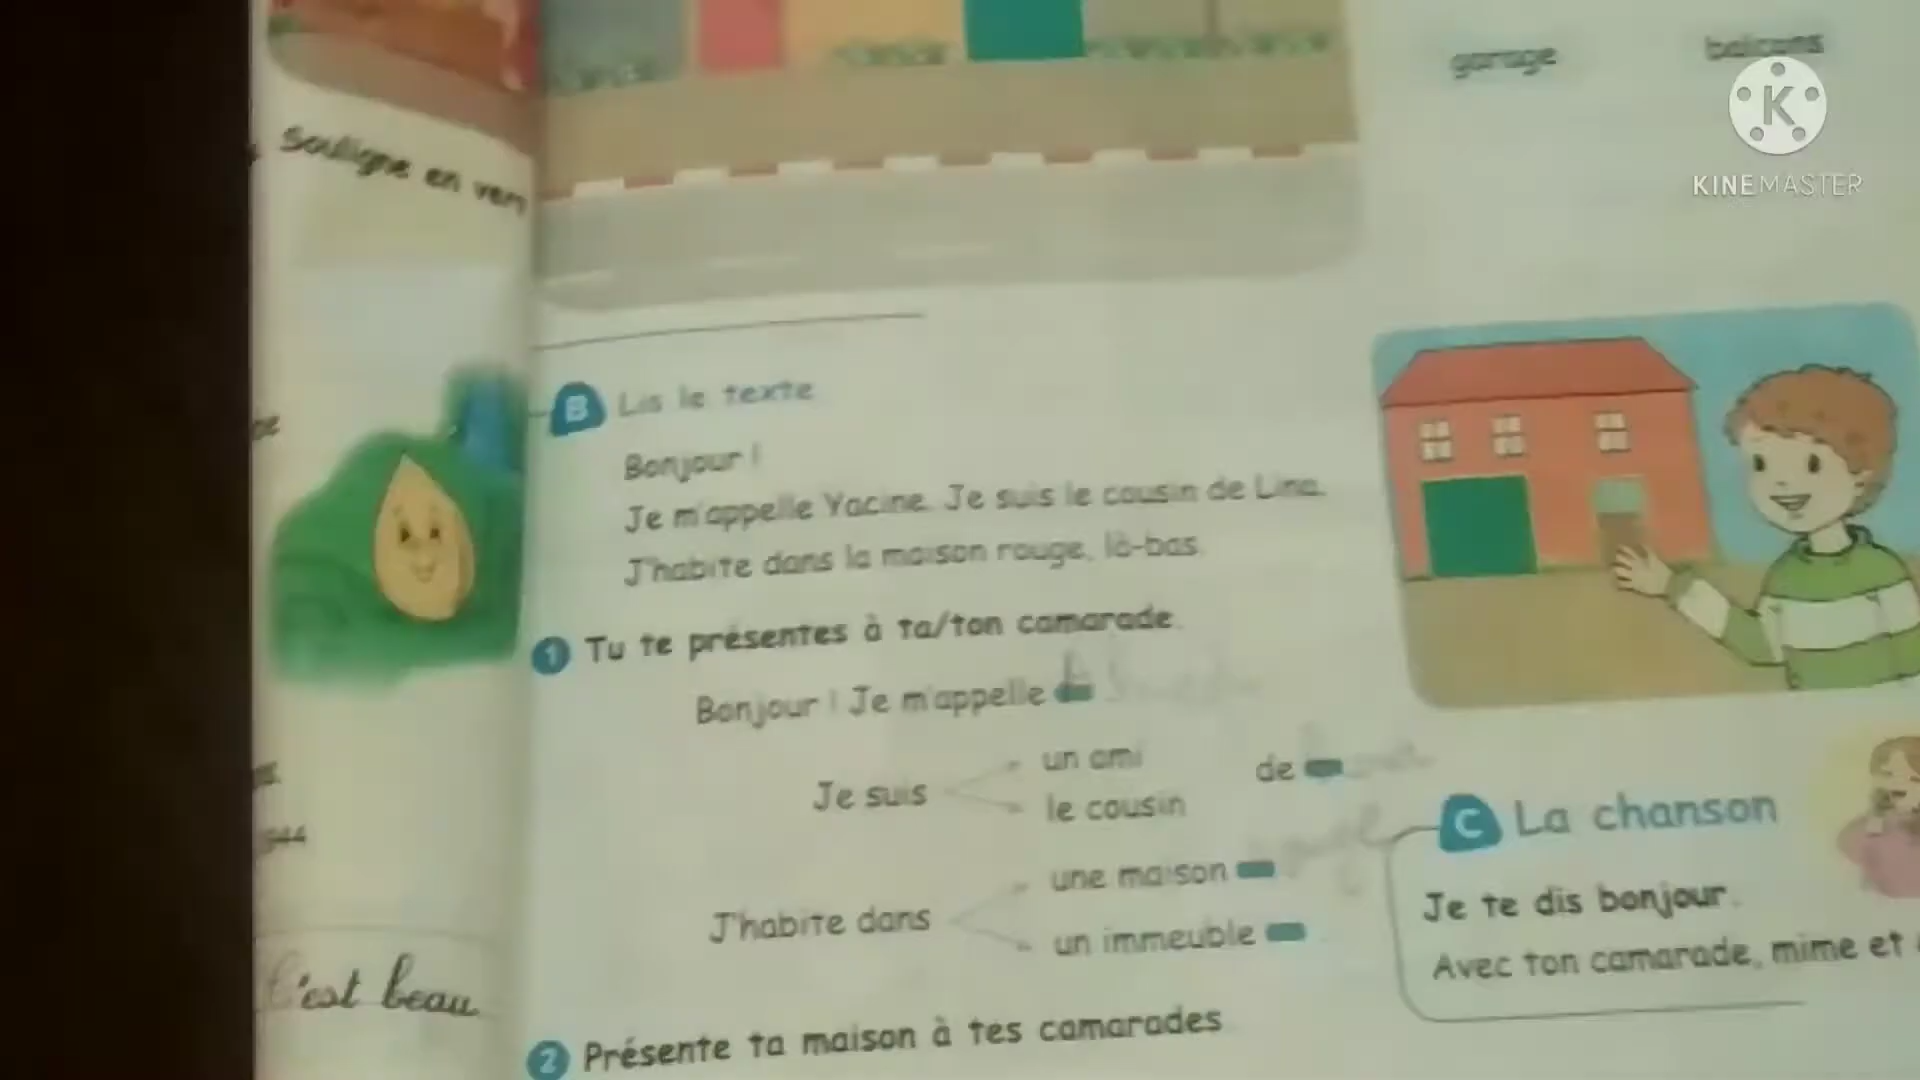 garage
balcons
KINEMASTER
Souligne en vert
B Lis le texte
Bonjour !
Je m'appelle Yacine. Je suis le cousin de Lina.
J'habite dans la maison rouge, là-bas.
1 Tu te présentes à ta/ton camarade.
Bonjour ! Je m'appelle
Je suis
un ami
le cousin
de
J'habite dans
une maison
un immeuble
rouge
2 Présente ta maison à tes camarades
C La chanson
Je te dis bonjour.
Avec ton camarade, mime et
C'est beau